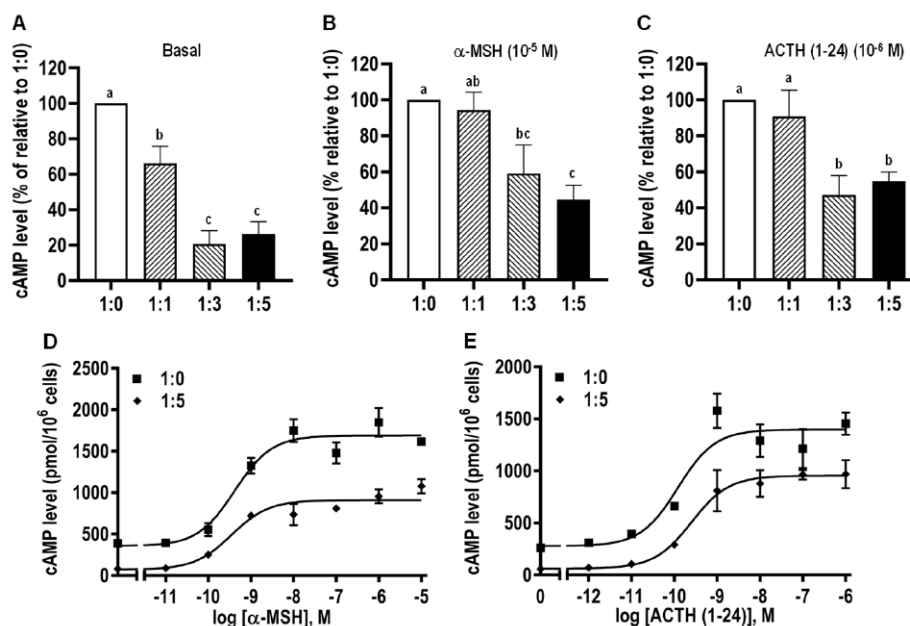 A
Basal
cAMP level (% of relative to 1:0)
120
100
80
60
40
20
0
a
b
c
c
1:0
1:1
1:3
1:5
B
α-MSH (10⁻⁵ M)
cAMP level (% relative to 1:0)
120
100
80
60
40
20
0
a
ab
bc
c
1:0
1:1
1:3
1:5
C
ACTH (1-24) (10⁻⁶ M)
cAMP level (% relative to 1:0)
120
100
80
60
40
20
0
a
a
b
b
1:0
1:1
1:3
1:5
D
cAMP level (pmol/10⁶ cells)
2500
2000
1500
1000
500
0
1:0
1:5
-11
-10
-9
-8
-7
-6
-5
log [α-MSH], M
E
cAMP level (pmol/10⁶ cells)
2000
1500
1000
500
0
1:0
1:5
0
-12
-11
-10
-9
-8
-7
-6
log [ACTH (1-24)], M